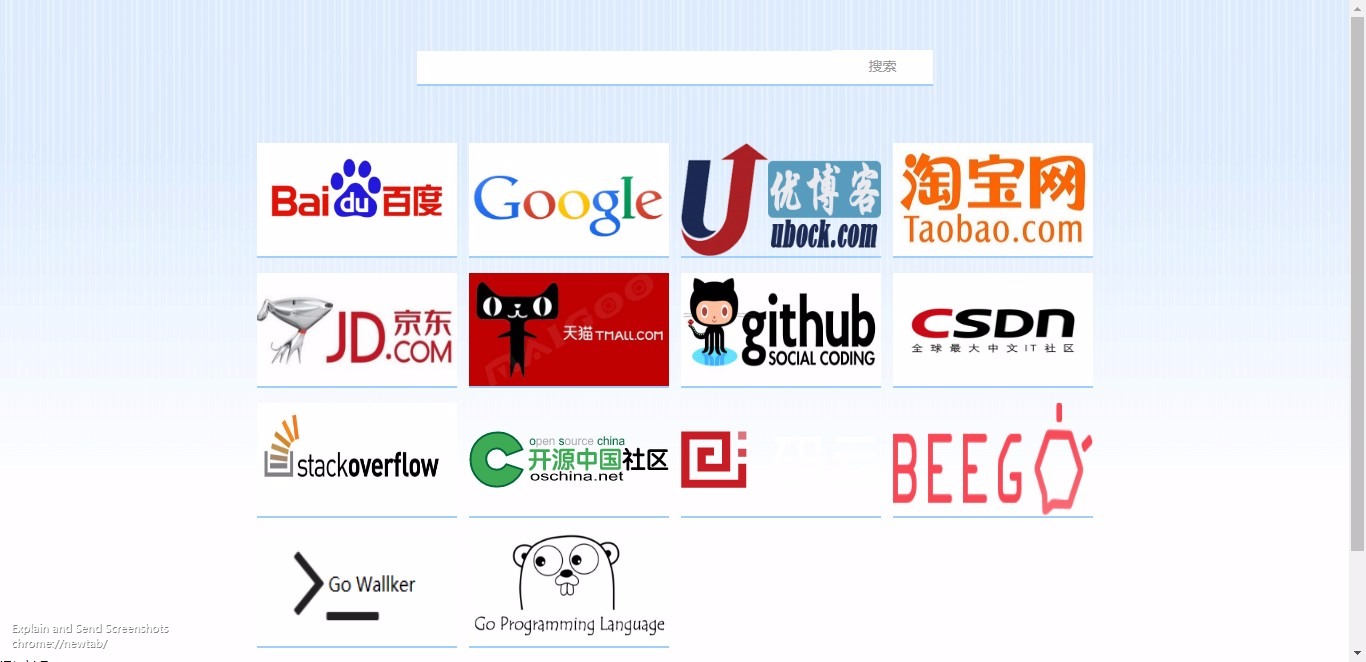 搜索
Bai du 百度
Google
优博客
ubock.com
淘宝网
Taobao.com
京东
JD.COM
天猫 TMALL.COM
MAIGOO
github
SOCIAL CODING
CSDN
全球最大中文IT社区
stackoverflow
open source china
开源中国社区
oschina.net
BEEGO
Go Wallker
Go Programming Language
Explain and Send Screenshots
chrome://newtab/